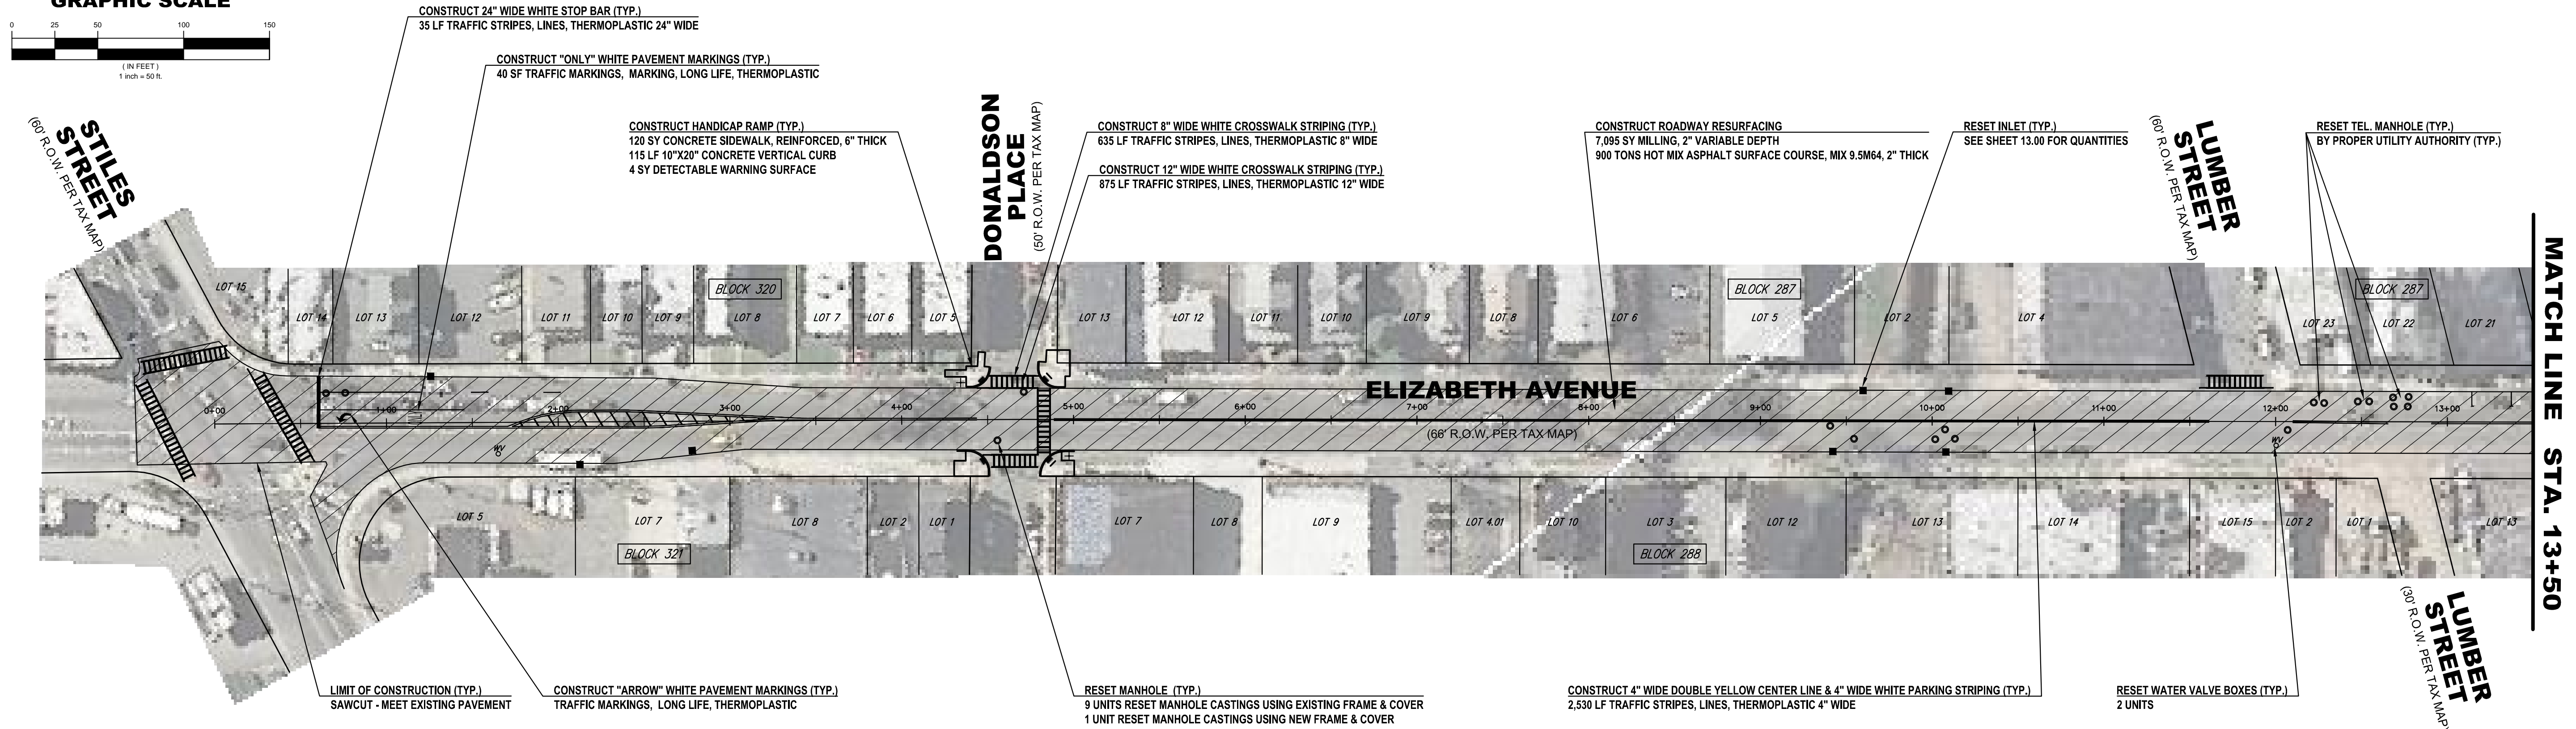 GRAPHIC SCALE
0 25 50 100 150
( IN FEET )
1 inch = 50 ft.
CONSTRUCT 24" WIDE WHITE STOP BAR (TYP.)
35 LF TRAFFIC STRIPES, LINES, THERMOPLASTIC 24" WIDE
CONSTRUCT "ONLY" WHITE PAVEMENT MARKINGS (TYP.)
40 SF TRAFFIC MARKINGS, MARKING, LONG LIFE, THERMOPLASTIC
CONSTRUCT HANDICAP RAMP (TYP.)
120 SY CONCRETE SIDEWALK, REINFORCED, 6" THICK
115 LF 10"X20" CONCRETE VERTICAL CURB
4 SY DETECTABLE WARNING SURFACE
CONSTRUCT 8" WIDE WHITE CROSSWALK STRIPING (TYP.)
635 LF TRAFFIC STRIPES, LINES, THERMOPLASTIC 8" WIDE
CONSTRUCT 12" WIDE WHITE CROSSWALK STRIPING (TYP.)
875 LF TRAFFIC STRIPES, LINES, THERMOPLASTIC 12" WIDE
CONSTRUCT ROADWAY RESURFACING
7,095 SY MILLING, 2" VARIABLE DEPTH
900 TONS HOT MIX ASPHALT SURFACE COURSE, MIX 9.5M64, 2" THICK
RESET INLET (TYP.)
SEE SHEET 13.00 FOR QUANTITIES
RESET TEL. MANHOLE (TYP.)
BY PROPER UTILITY AUTHORITY (TYP.)
STILES
STREET
(60' R.O.W. PER TAX MAP)
DONALDSON
PLACE
(50' R.O.W. PER TAX MAP)
LUMBER
STREET
(60' R.O.W. PER TAX MAP)
MATCH LINE STA. 13+50
LOT 15
BLOCK 320
BLOCK 287
BLOCK 287
LOT 14 LOT 13 LOT 12 LOT 11 LOT 10 LOT 9 LOT 8 LOT 7 LOT 6 LOT 5
LOT 13 LOT 12 LOT 11 LOT 10 LOT 9 LOT 8 LOT 6 LOT 5 LOT 2 LOT 4
LOT 23 LOT 22 LOT 21
ELIZABETH AVENUE
0+00 1+00 2+00 3+00 4+00 5+00 6+00 7+00 8+00 9+00 10+00 11+00 12+00 13+00
(66' R.O.W. PER TAX MAP)
WV
WV
LOT 5 LOT 7 LOT 8 LOT 2 LOT 1
LOT 7 LOT 8 LOT 9 LOT 4.01 LOT 10 LOT 3 LOT 12 LOT 13 LOT 14 LOT 15 LOT 2 LOT 1 LOT 13
BLOCK 321
BLOCK 288
LUMBER
STREET
(30' R.O.W. PER TAX MAP)
LIMIT OF CONSTRUCTION (TYP.)
SAWCUT - MEET EXISTING PAVEMENT
CONSTRUCT "ARROW" WHITE PAVEMENT MARKINGS (TYP.)
TRAFFIC MARKINGS, LONG LIFE, THERMOPLASTIC
RESET MANHOLE (TYP.)
9 UNITS RESET MANHOLE CASTINGS USING EXISTING FRAME & COVER
1 UNIT RESET MANHOLE CASTINGS USING NEW FRAME & COVER
CONSTRUCT 4" WIDE DOUBLE YELLOW CENTER LINE & 4" WIDE WHITE PARKING STRIPING (TYP.)
2,530 LF TRAFFIC STRIPES, LINES, THERMOPLASTIC 4" WIDE
RESET WATER VALVE BOXES (TYP.)
2 UNITS